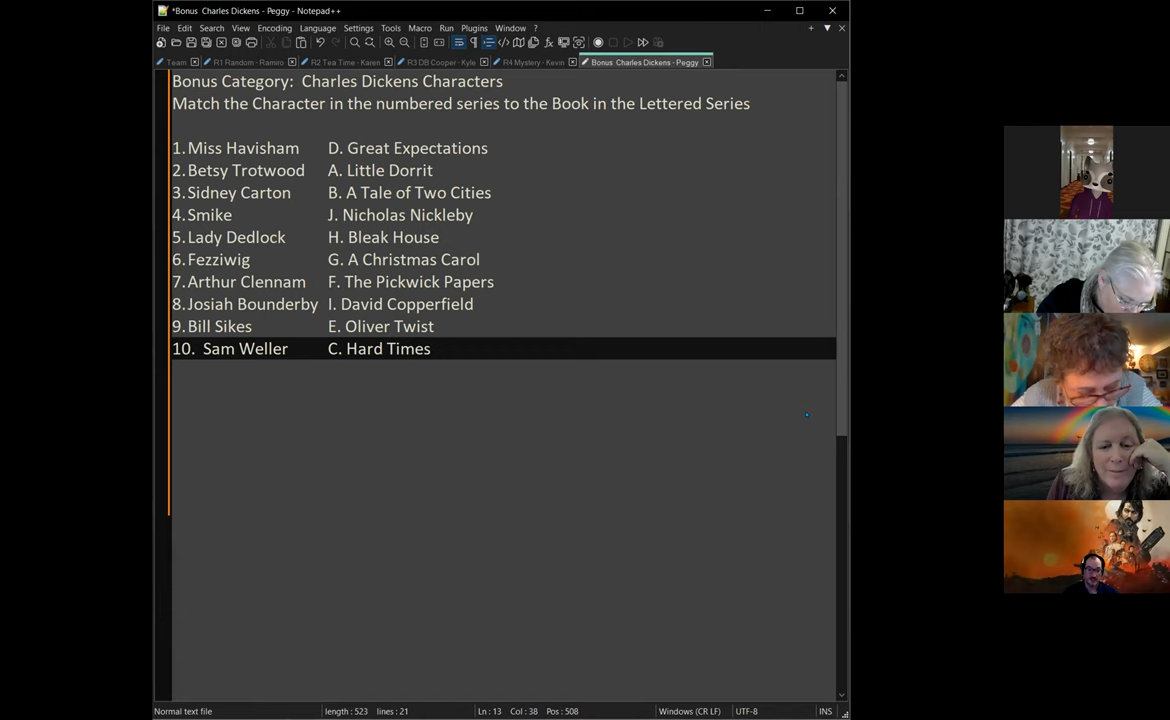 *Bonus Charles Dickens - Peggy - Notepad++
File Edit Search View Encoding Language Settings Tools Macro Run Plugins Window ?
Team R1 Random - Ramiro R2 Tea Time - Karen R3 DB Cooper - Kyle R4 Mystery - Kevin Bonus Charles Dickens - Peggy
Bonus Category: Charles Dickens Characters
Match the Character in the numbered series to the Book in the Lettered Series
1. Miss Havisham D. Great Expectations
2. Betsy Trotwood A. Little Dorrit
3. Sidney Carton B. A Tale of Two Cities
4. Smike J. Nicholas Nickleby
5. Lady Dedlock H. Bleak House
6. Fezziwig G. A Christmas Carol
7. Arthur Clennam F. The Pickwick Papers
8. Josiah Bounderby I. David Copperfield
9. Bill Sikes E. Oliver Twist
10. Sam Weller C. Hard Times
Normal text file length : 523 lines : 21 Ln : 13 Col : 38 Pos : 508 Windows (CR LF) UTF-8 INS